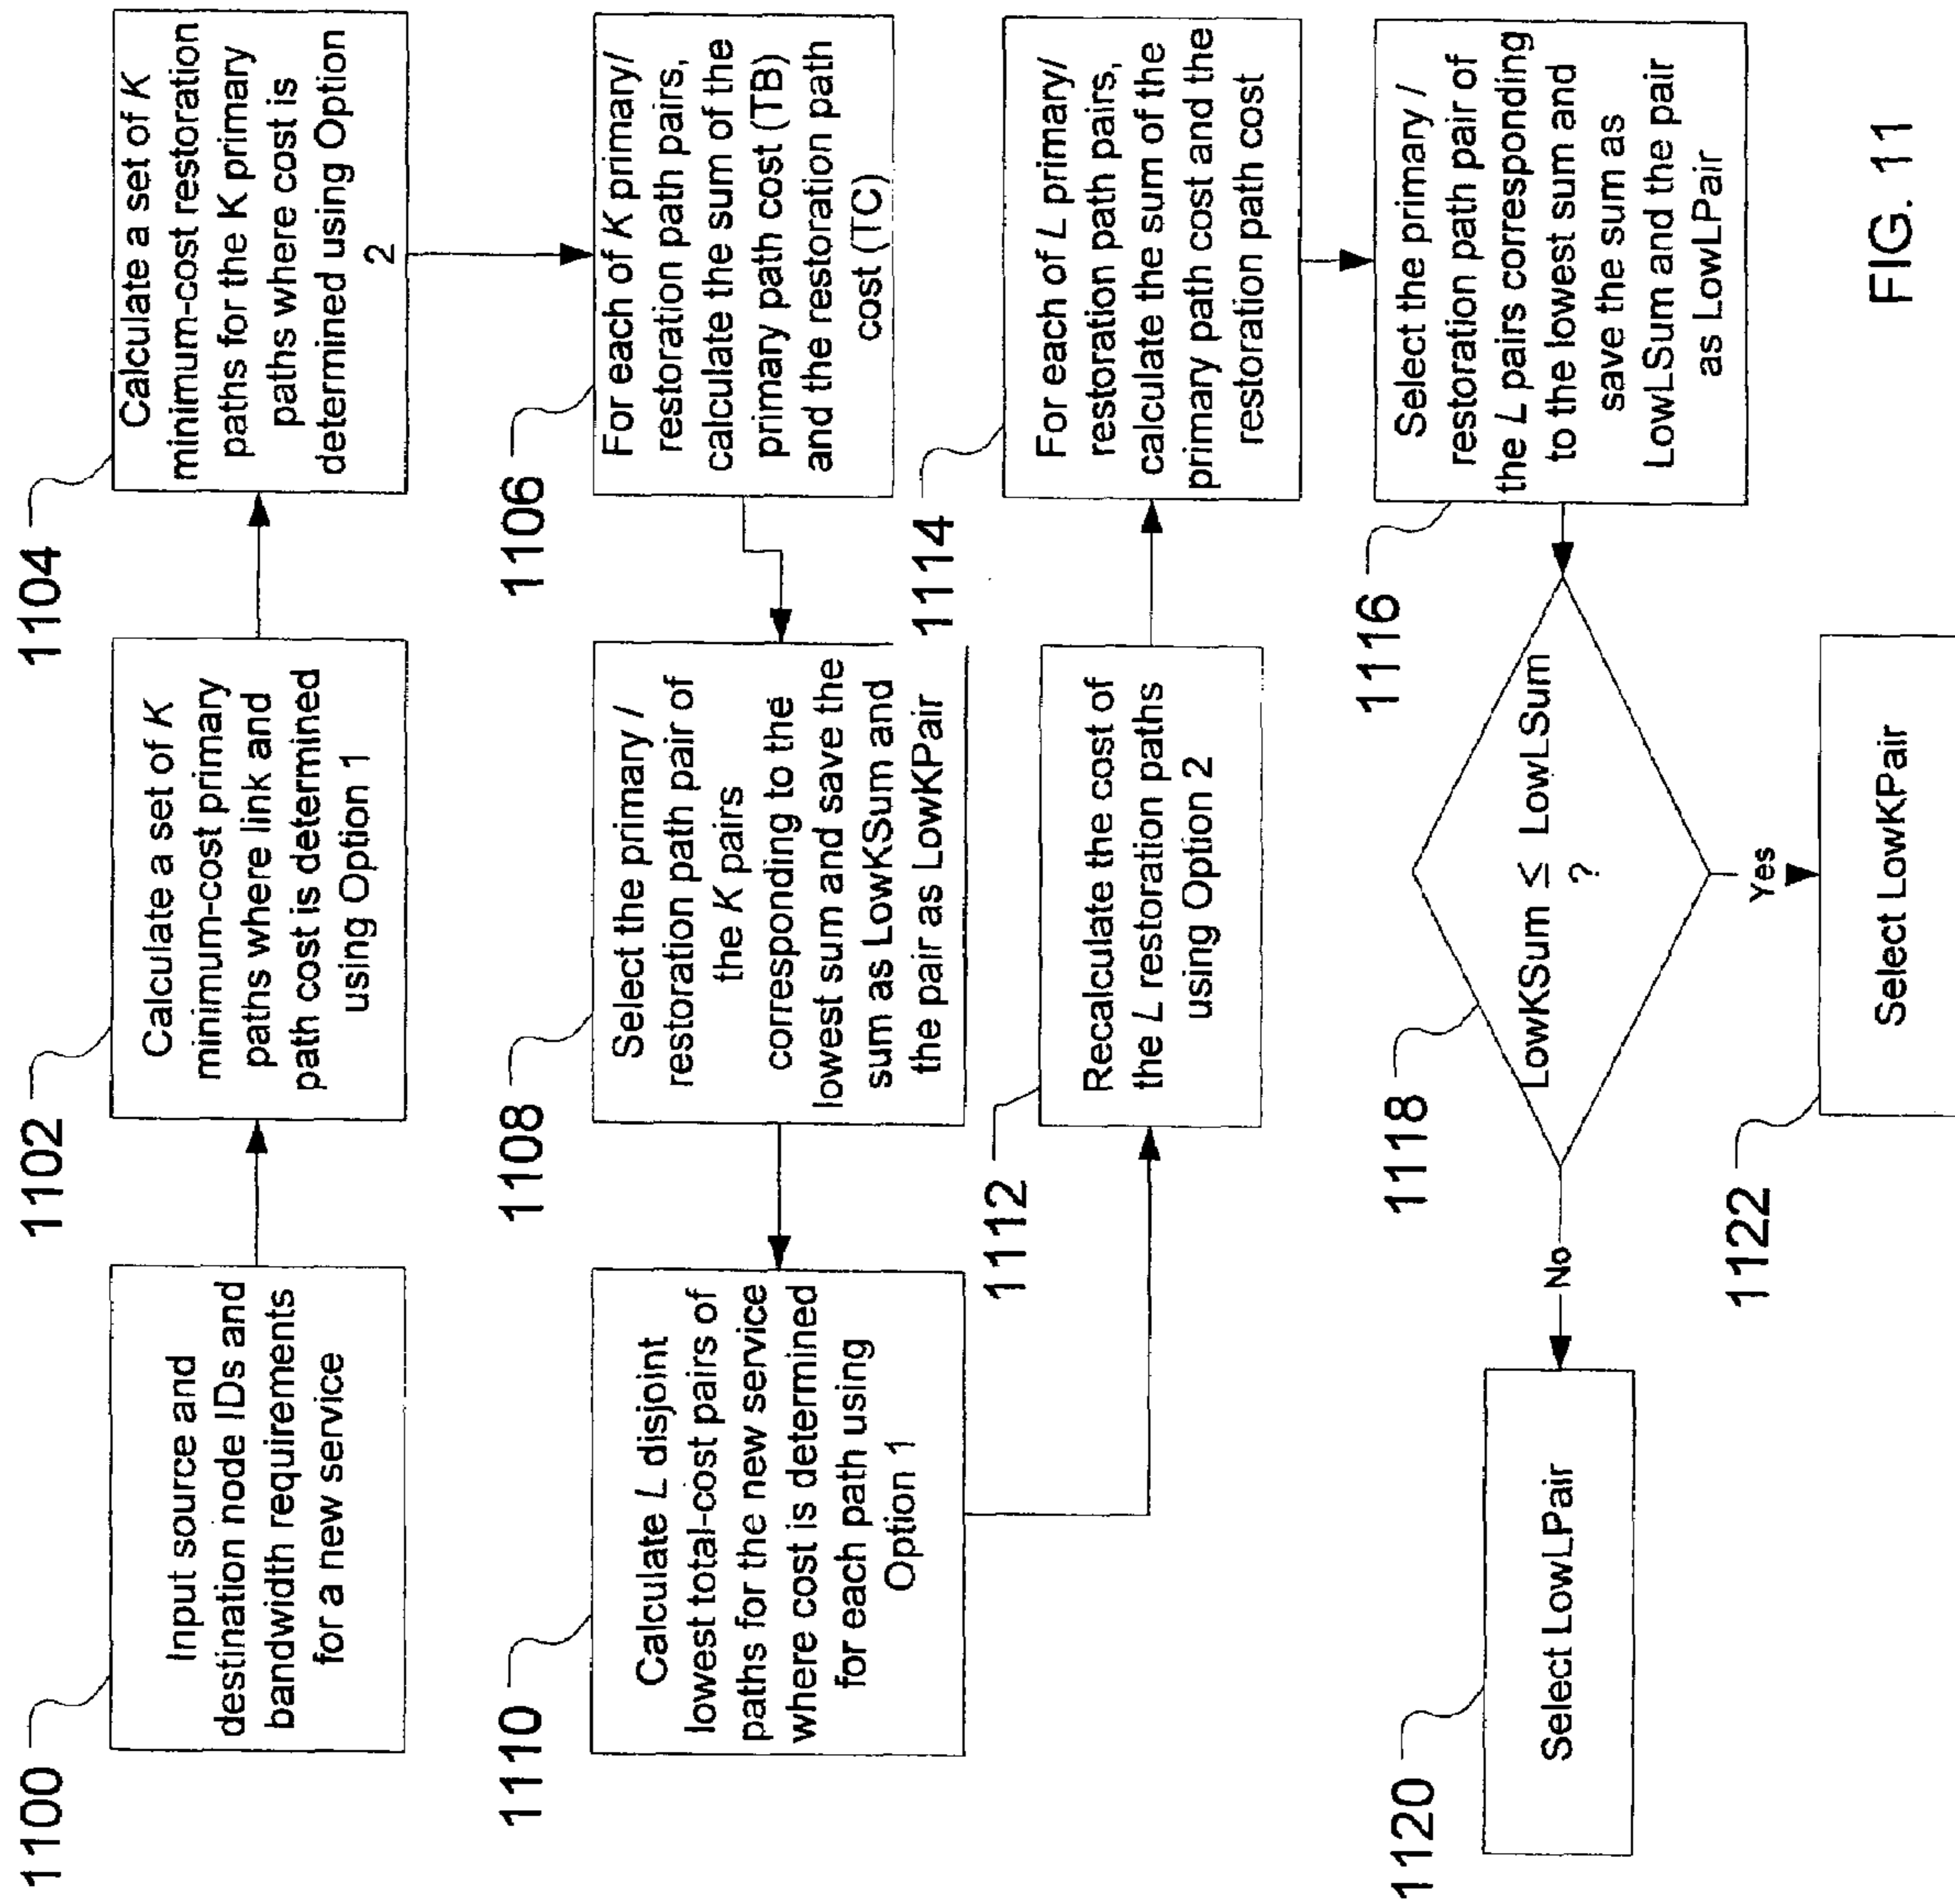 1100
Input source and
destination node IDs and
bandwidth requirements
for a new service
1102
Calculate a set of K
minimum-cost primary
paths where link and
path cost is determined
using Option 1
1104
Calculate a set of K
minimum-cost restoration
paths for the K primary
paths where cost is
determined using Option
2
1106
For each of K primary/
restoration path pairs,
calculate the sum of the
primary path cost (TB)
and the restoration path
cost (TC)
1108
Select the primary /
restoration path pair of
the K pairs
corresponding to the
lowest sum and save the
sum as LowKSum and
the pair as LowKPair
1110
Calculate L disjoint
lowest total-cost pairs of
paths for the new service
where cost is determined
for each path using
Option 1
1112
Recalculate the cost of
the L restoration paths
using Option 2
1114
For each of L primary/
restoration path pairs,
calculate the sum of the
primary path cost and the
restoration path cost
1116
Select the primary /
restoration path pair of
the L pairs corresponding
to the lowest sum and
save the sum as
LowLSum and the pair
as LowLPair
1118
LowKSum ≤ LowLSum
?
No
Yes
1120
Select LowLPair
1122
Select LowKPair
FIG. 11